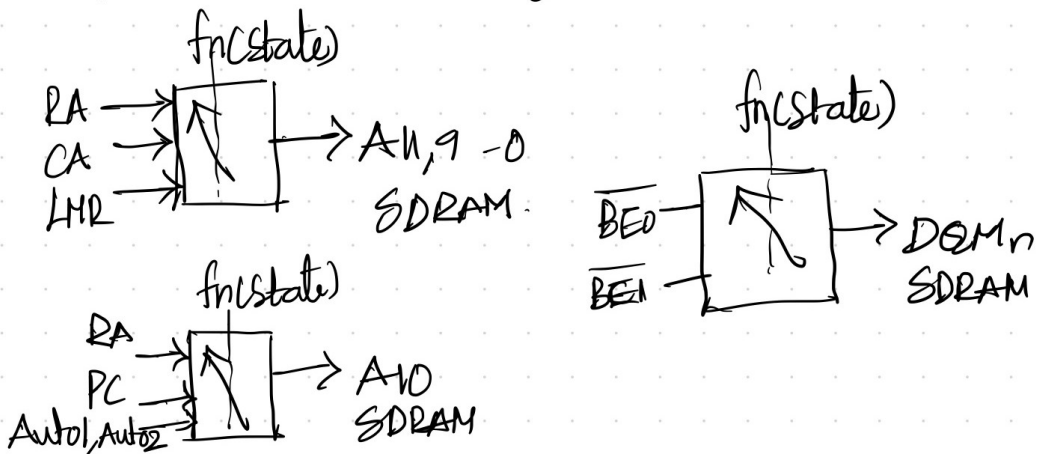 fn(state)
RA
CA
LMR
A11,9-0
SDRAM.
fn(state)
BE0
BE1
DQMn
SDRAM
fn(state)
RA
PC
Auto1,Auto2
A10
SDRAM